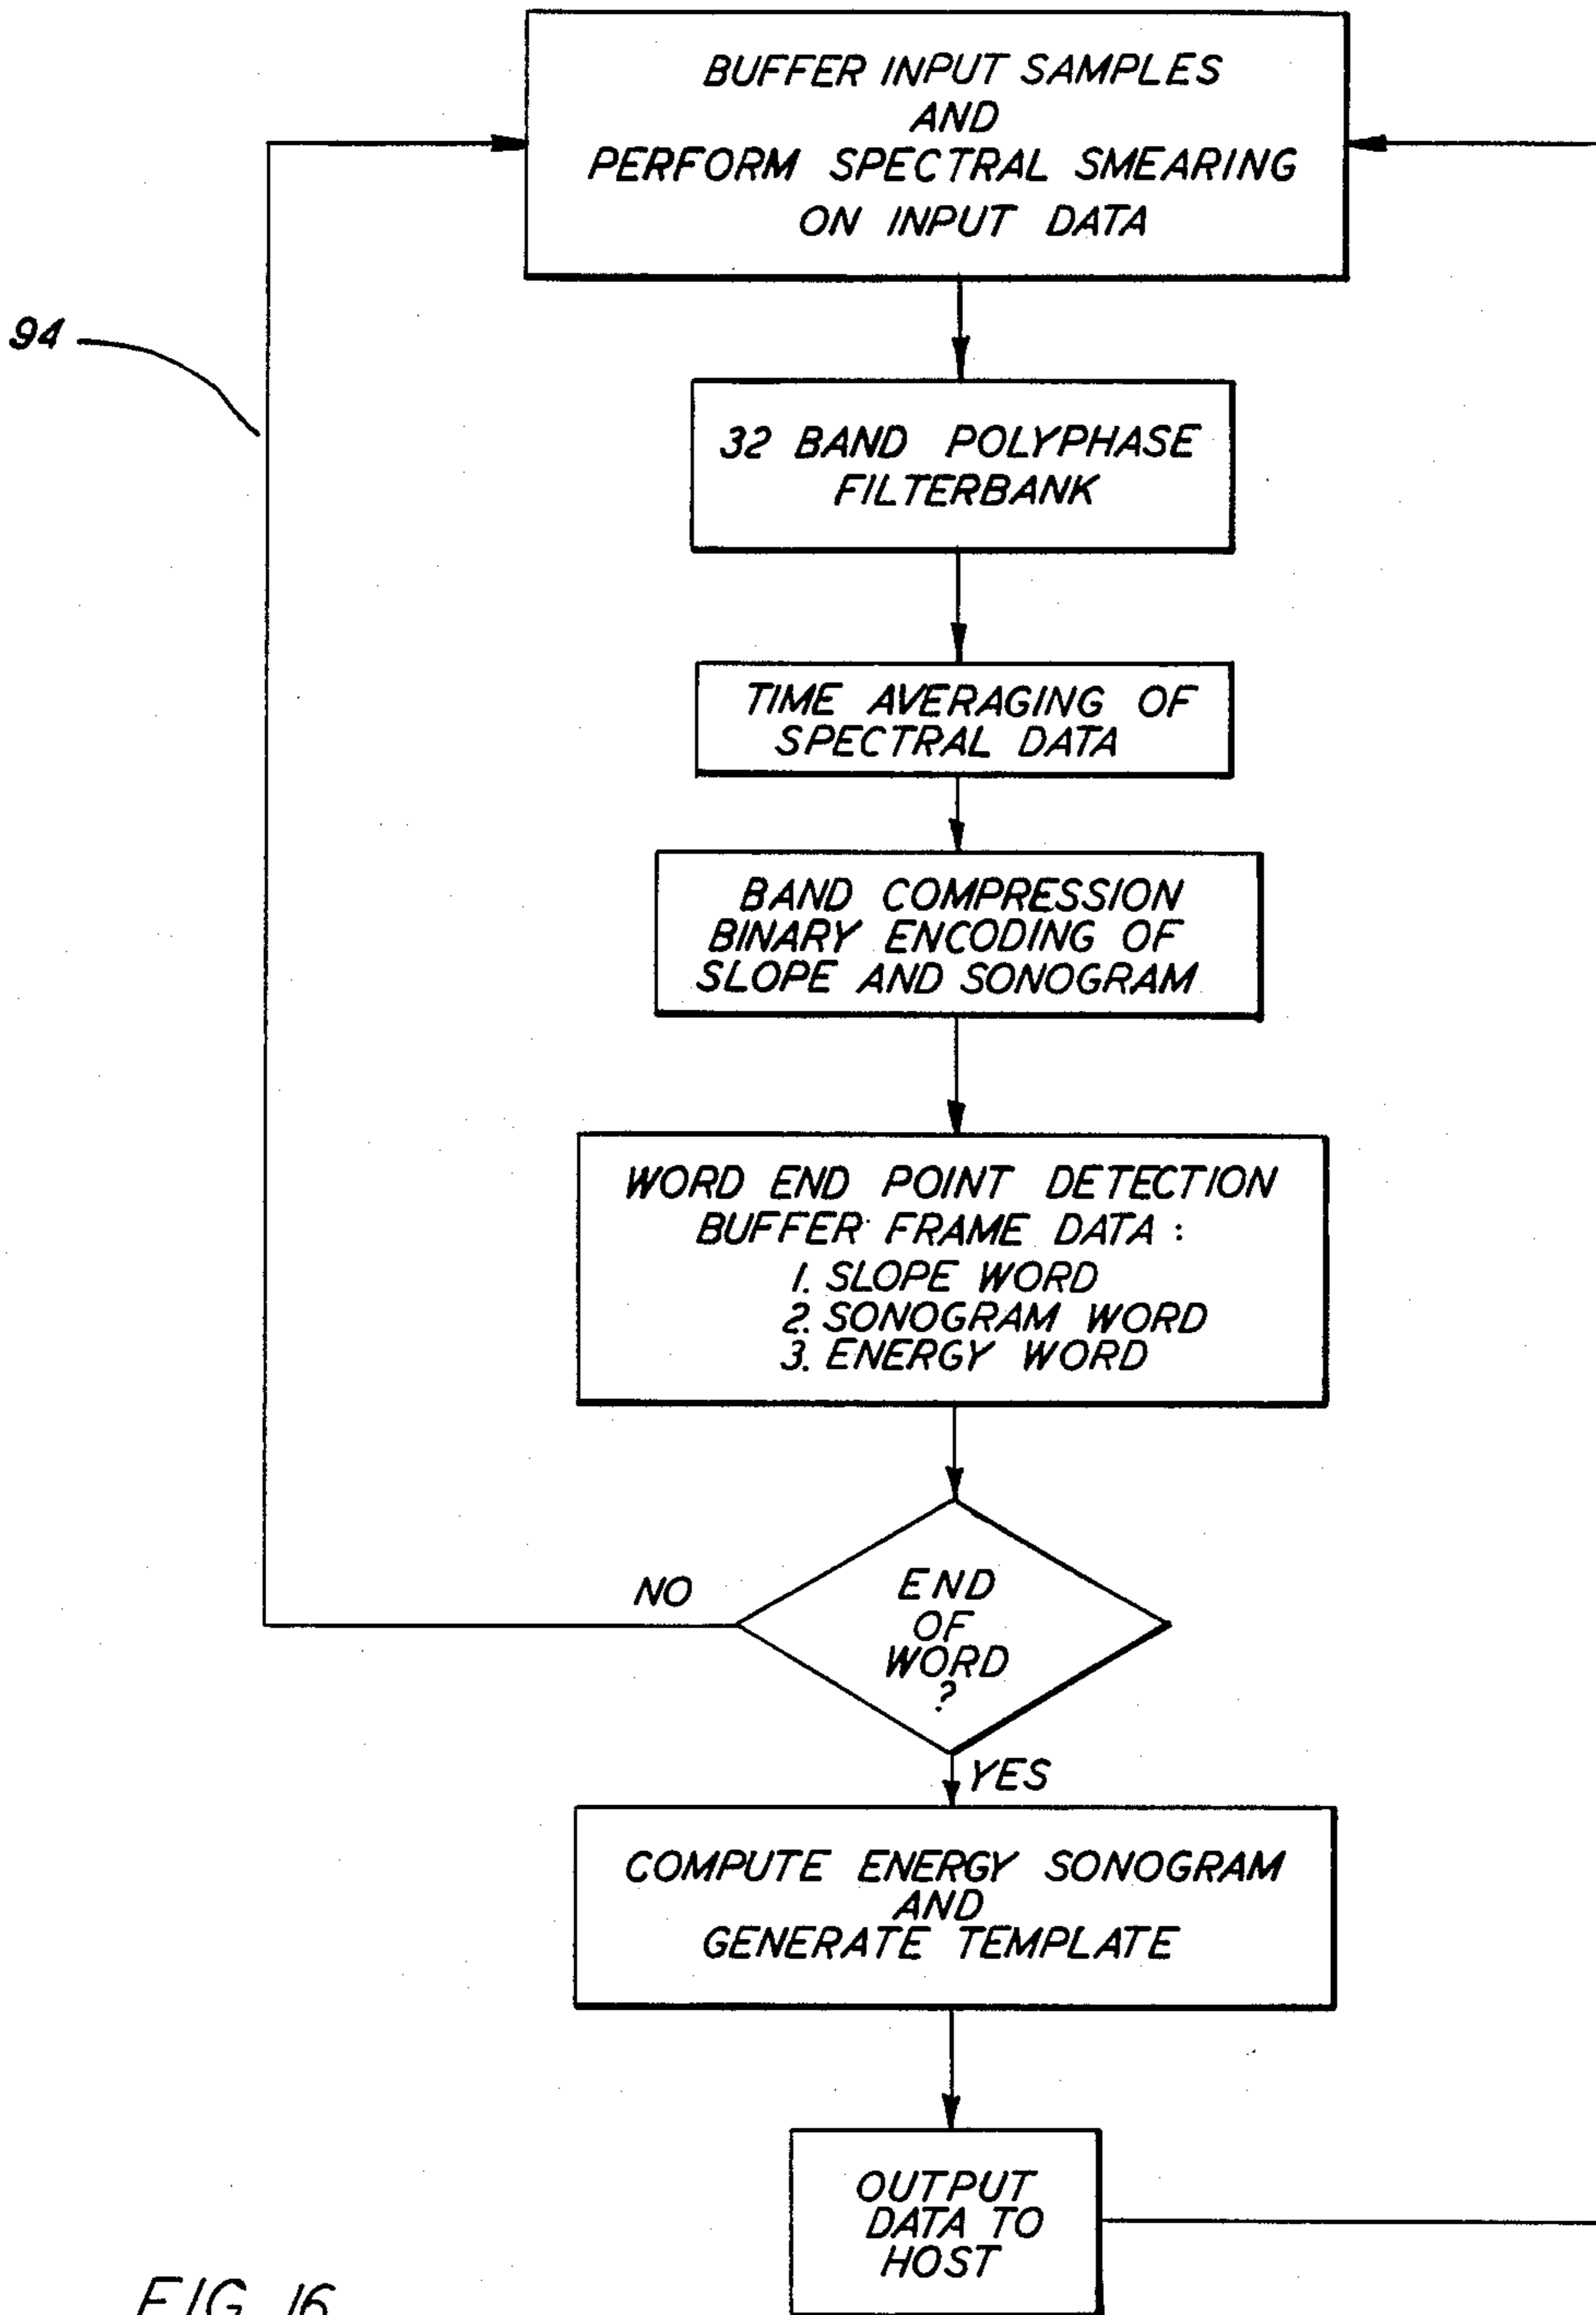 BUFFER INPUT SAMPLES
AND
PERFORM SPECTRAL SMEARING
ON INPUT DATA
94
32 BAND POLYPHASE
FILTERBANK
TIME AVERAGING OF
SPECTRAL DATA
BAND COMPRESSION
BINARY ENCODING OF
SLOPE AND SONOGRAM
WORD END POINT DETECTION
BUFFER FRAME DATA :
1. SLOPE WORD
2. SONOGRAM WORD
3. ENERGY WORD
NO
END
OF
WORD
?
YES
COMPUTE ENERGY SONOGRAM
AND
GENERATE TEMPLATE
OUTPUT
DATA TO
HOST
FIG. 16